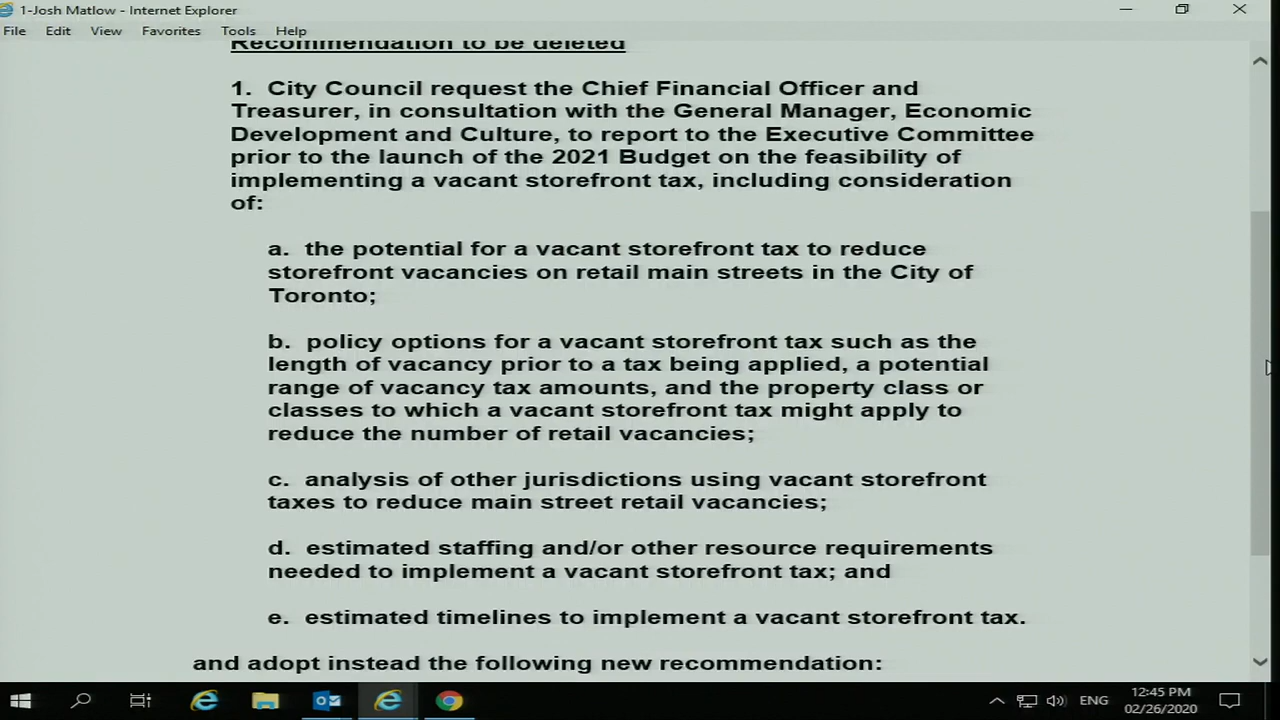 1-Josh Matlow - Internet Explorer
File Edit View Favorites Tools Help
Recommendation to be deleted
1. City Council request the Chief Financial Officer and
Treasurer, in consultation with the General Manager, Economic
Development and Culture, to report to the Executive Committee
prior to the launch of the 2021 Budget on the feasibility of
implementing a vacant storefront tax, including consideration
of:
a. the potential for a vacant storefront tax to reduce
storefront vacancies on retail main streets in the City of
Toronto;
b. policy options for a vacant storefront tax such as the
length of vacancy prior to a tax being applied, a potential
range of vacancy tax amounts, and the property class or
classes to which a vacant storefront tax might apply to
reduce the number of retail vacancies;
c. analysis of other jurisdictions using vacant storefront
taxes to reduce main street retail vacancies;
d. estimated staffing and/or other resource requirements
needed to implement a vacant storefront tax; and
e. estimated timelines to implement a vacant storefront tax.
and adopt instead the following new recommendation:
ENG
12:45 PM
02/26/2020